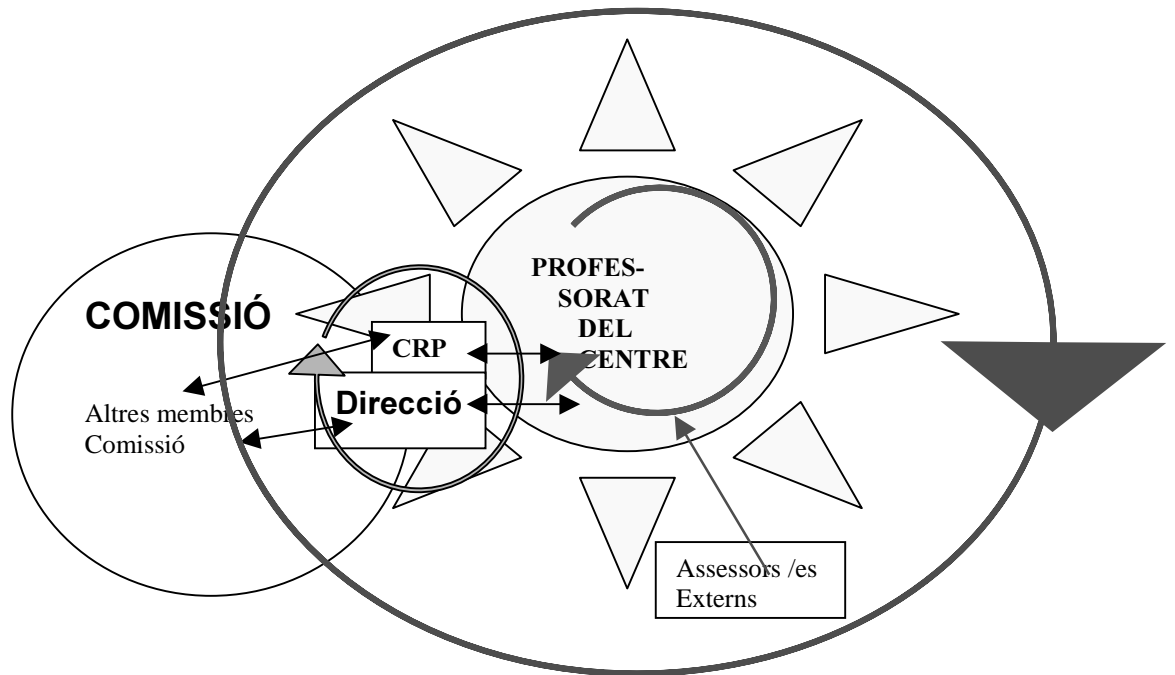 COMISSIÓ
Altres membres
Comissió
CRP
Direcció
PROFES-
SORAT
DEL
CENTRE
Assessors /es
Externs